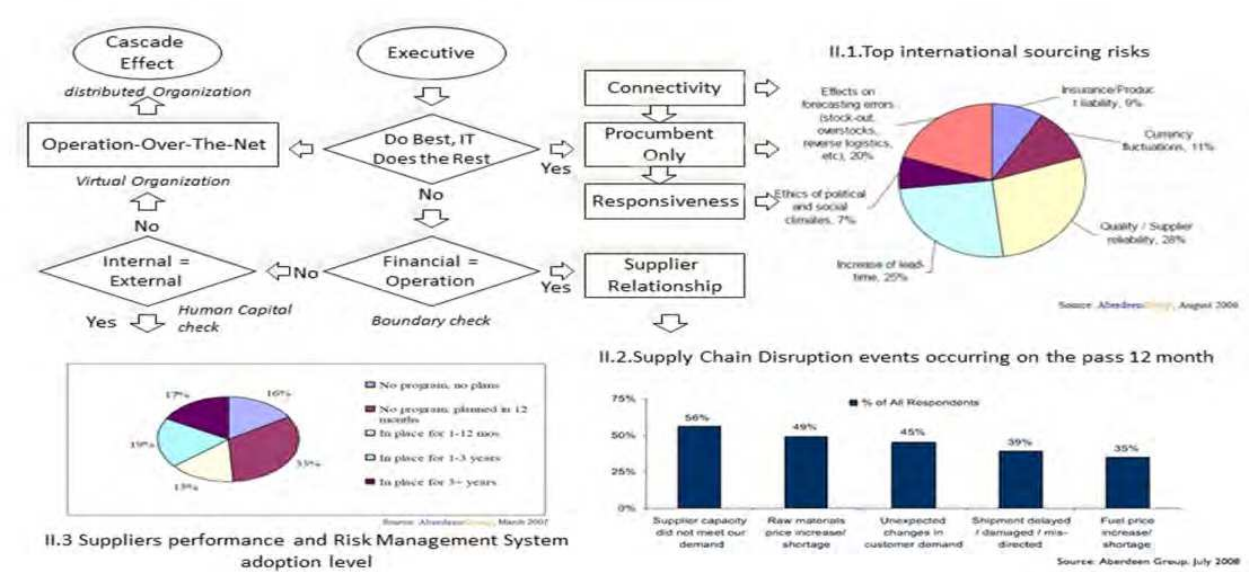 Cascade
Effect
distributed Organization
Operation-Over-The-Net
Virtual Organization
No
Internal =
External
Yes
Human Capital
check
Executive
Do Best, IT
Does the Rest
Yes
No
Financial =
Operation
No
Yes
Boundary check
Connectivity
Procumbent
Only
Responsiveness
Supplier
Relationship
II.1.Top international sourcing risks
Effects on
forecasting errors
(stock-out,
overstocks,
reverse logistics,
etc), 20%
Insurance/Produc
t liability, 9%
Currency
fluctuations, 11%
Ethics of political
and social
climates, 7%
Quality / Supplier
reliability, 28%
Increase of lead-
time, 25%
Source: Aberdeen August 2006
II.2.Supply Chain Disruption events occurring on the pass 12 month
75%
50%
25%
0%
% of All Respondents
56%
49%
45%
39%
35%
Supplier capacity
did not meet our
demand
Raw materials
price increase/
shortage
Unexpected
changes in
customer demand
Shipment delayed
/ damaged / mis-
directed
Fuel price
increase/
shortage
Source: Aberdeen Group, July 2008
17%
16%
19%
33%
15%
No program, no plans
No program, planned in 12
months
In place for 1-12 mos
In place for 1-3 years
In place for 3+ years
Source: Aberdeen March 2007
II.3 Suppliers performance and Risk Management System
adoption level